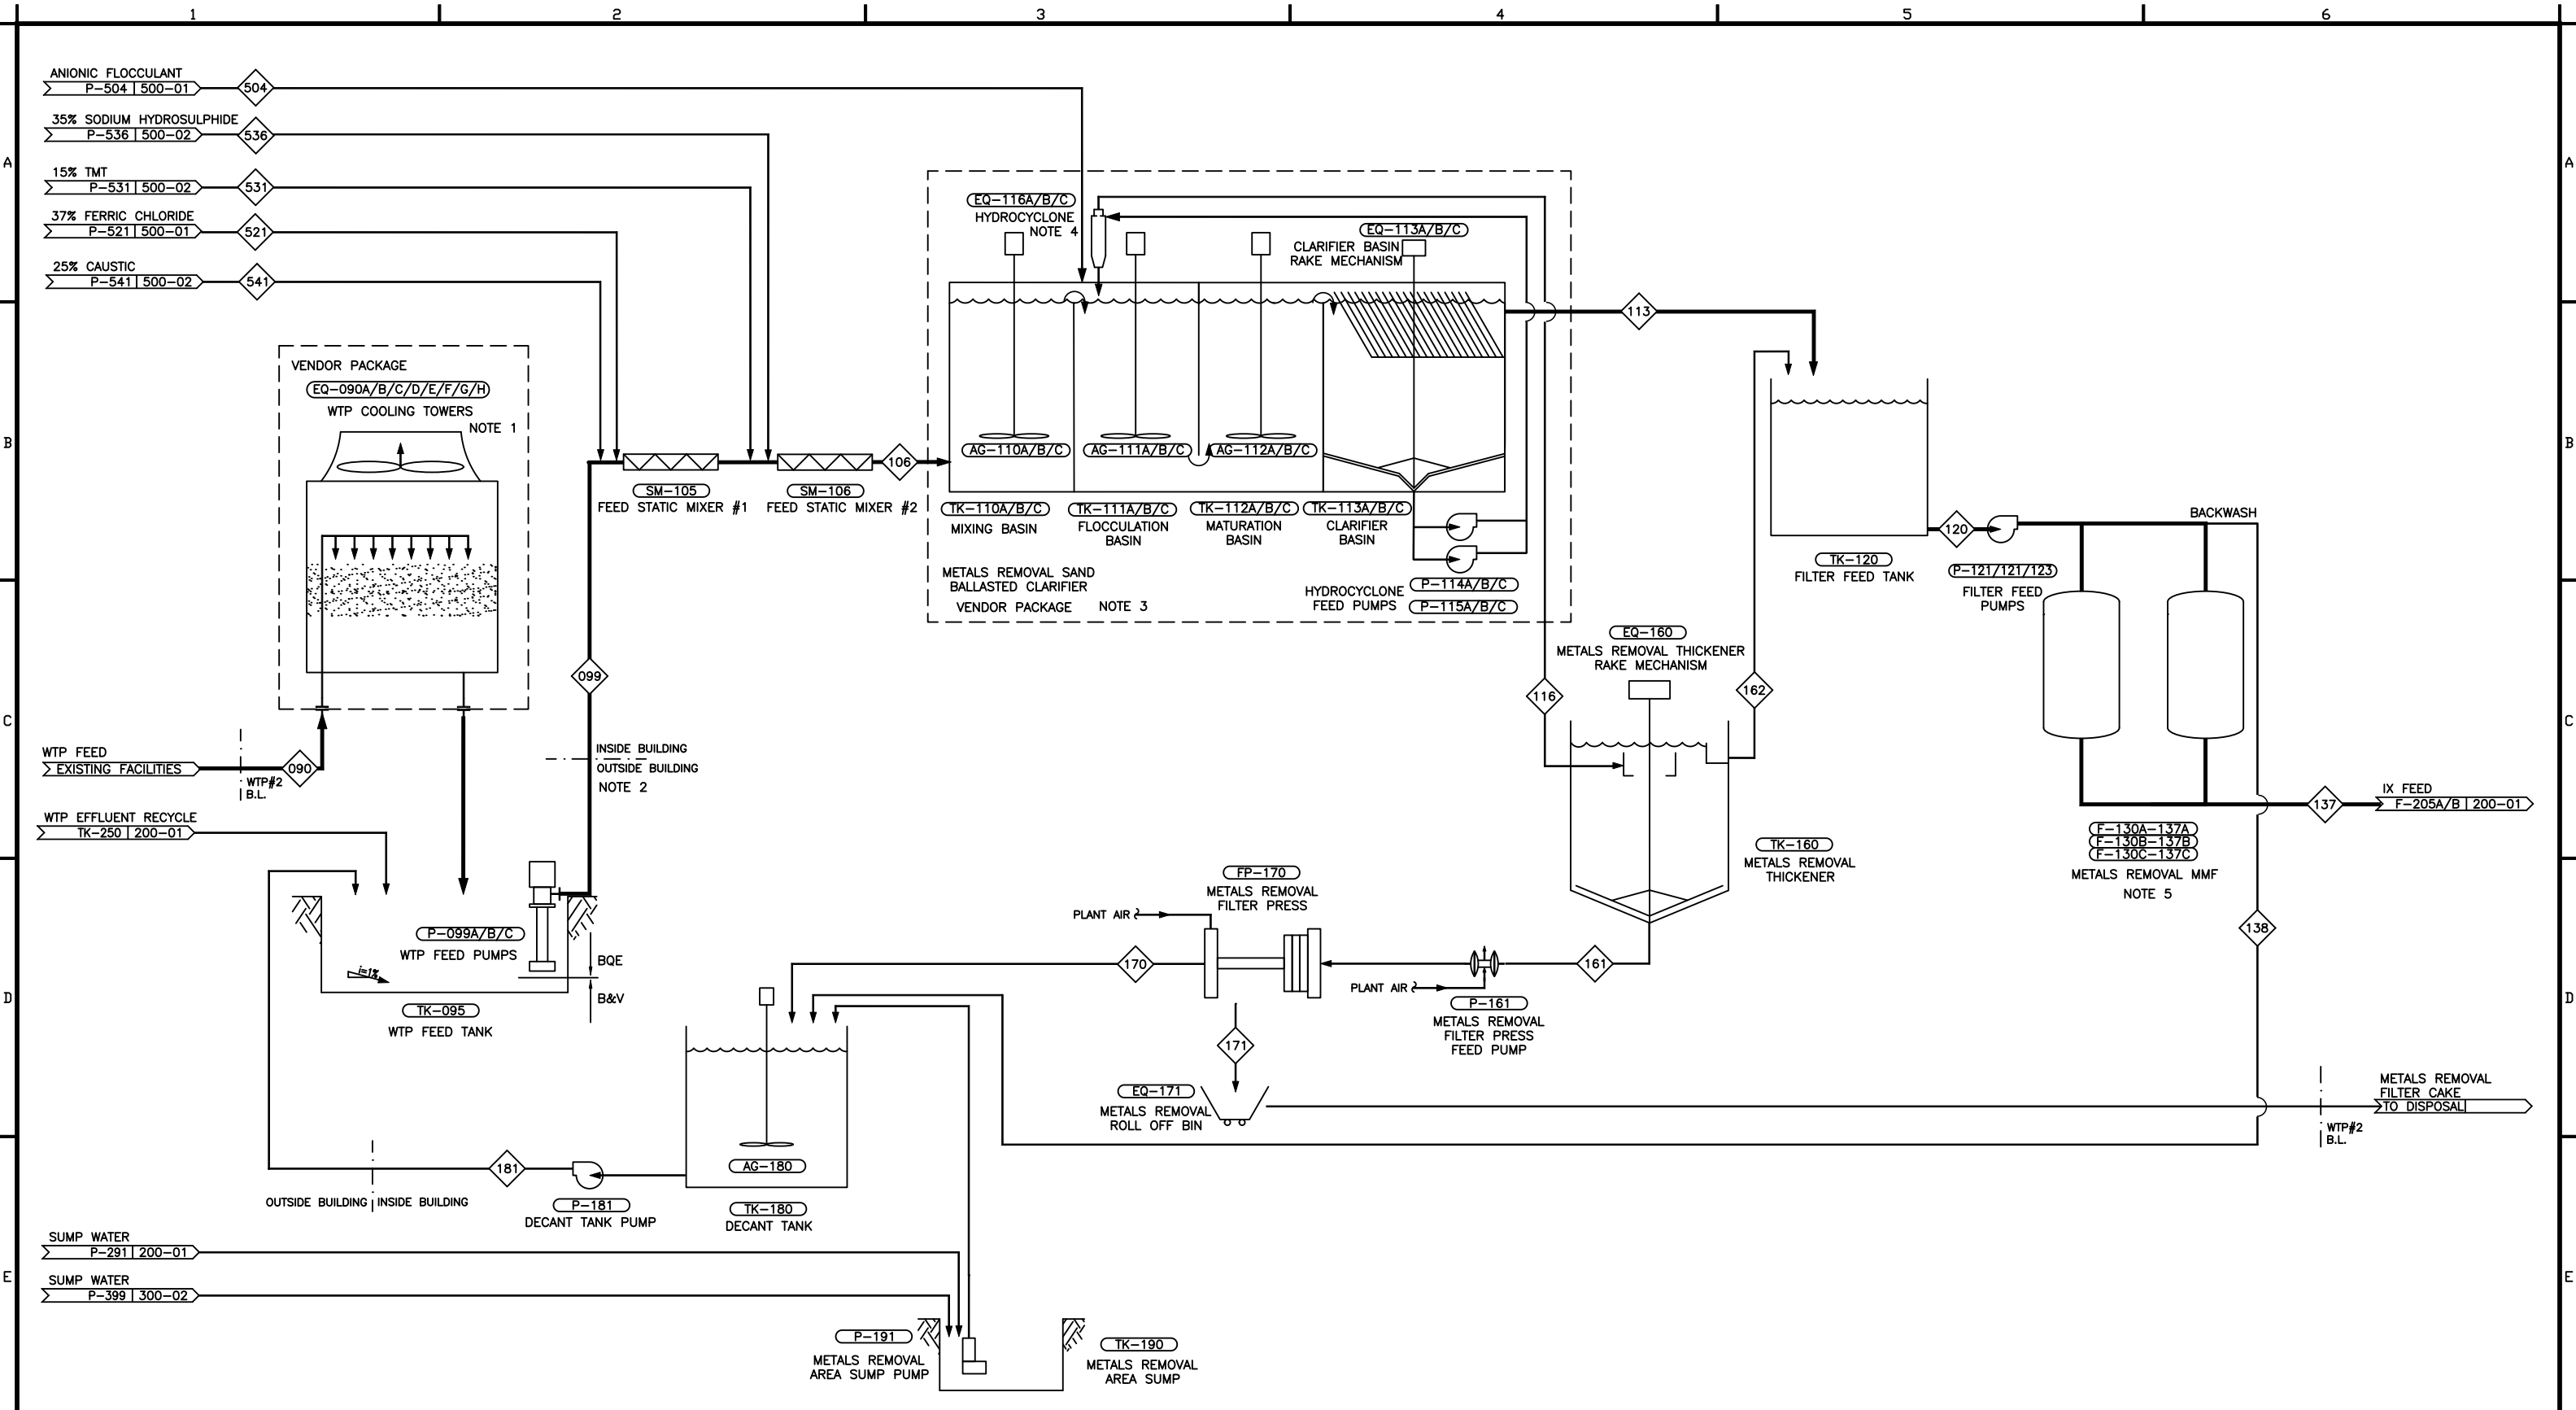 1 2 3 4 5 6
A A
B B
C C
D D
E E
ANIONIC FLOCCULANT
P-504 | 500-01
504
35% SODIUM HYDROSULPHIDE
P-536 | 500-02
536
15% TMT
P-531 | 500-02
531
37% FERRIC CHLORIDE
P-521 | 500-01
521
25% CAUSTIC
P-541 | 500-02
541
VENDOR PACKAGE
EQ-090A/B/C/D/E/F/G/H
WTP COOLING TOWERS
NOTE 1
WTP FEED
EXISTING FACILITIES
WTP#2
B.L.
090
WTP EFFLUENT RECYCLE
TK-250 | 200-01
099
INSIDE BUILDING
OUTSIDE BUILDING
NOTE 2
P-099A/B/C
WTP FEED PUMPS
i=1%
BQE
B&V
TK-095
WTP FEED TANK
SM-105
FEED STATIC MIXER #1
SM-106
FEED STATIC MIXER #2
106
EQ-116A/B/C
HYDROCYCLONE
NOTE 4
EQ-113A/B/C
CLARIFIER BASIN
RAKE MECHANISM
AG-110A/B/C
AG-111A/B/C
AG-112A/B/C
TK-110A/B/C
MIXING BASIN
TK-111A/B/C
FLOCCULATION
BASIN
TK-112A/B/C
MATURATION
BASIN
TK-113A/B/C
CLARIFIER
BASIN
METALS REMOVAL SAND
BALLASTED CLARIFIER
VENDOR PACKAGE NOTE 3
HYDROCYCLONE
FEED PUMPS
P-114A/B/C
P-115A/B/C
113
TK-120
FILTER FEED TANK
120
P-121/121/123
FILTER FEED
PUMPS
BACKWASH
EQ-160
METALS REMOVAL THICKENER
RAKE MECHANISM
116
162
TK-160
METALS REMOVAL
THICKENER
F-130A-137A
F-130B-137B
F-130C-137C
METALS REMOVAL MMF
NOTE 5
137
IX FEED
F-205A/B | 200-01
138
FP-170
METALS REMOVAL
FILTER PRESS
PLANT AIR
170
161
PLANT AIR
P-161
METALS REMOVAL
FILTER PRESS
FEED PUMP
171
EQ-171
METALS REMOVAL
ROLL OFF BIN
METALS REMOVAL
FILTER CAKE
TO DISPOSAL
WTP#2
B.L.
AG-180
TK-180
DECANT TANK
181
P-181
DECANT TANK PUMP
OUTSIDE BUILDING INSIDE BUILDING
SUMP WATER
P-291 | 200-01
SUMP WATER
P-399 | 300-02
P-191
METALS REMOVAL
AREA SUMP PUMP
TK-190
METALS REMOVAL
AREA SUMP